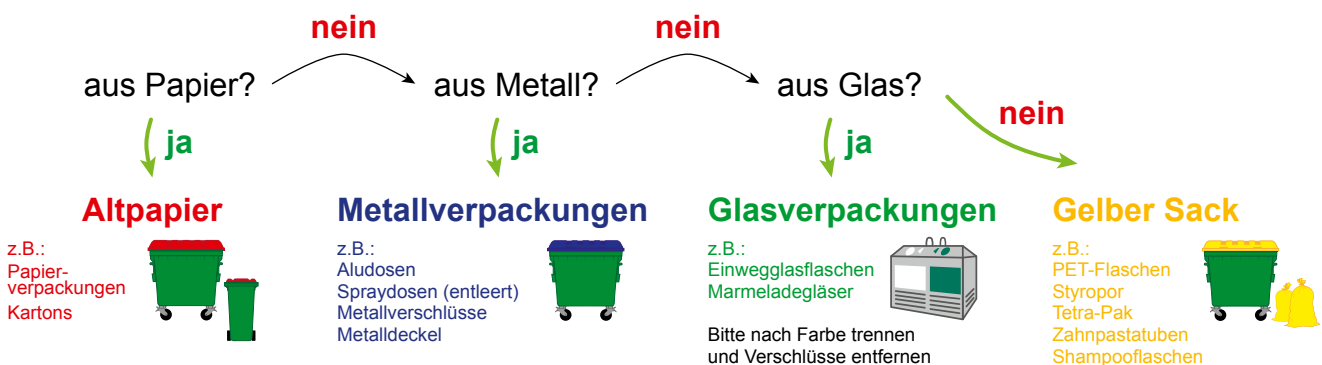 nein
nein
aus Papier?
aus Metall?
aus Glas?
nein
ja
ja
ja
Altpapier
z.B.:
Papier-
verpackungen
Kartons
Metallverpackungen
z.B.:
Aludosen
Spraydosen (entleert)
Metallverschlüsse
Metalldeckel
Glasverpackungen
z.B.:
Einwegglasflaschen
Marmeladegläser
Bitte nach Farbe trennen
und Verschlüsse entfernen
Gelber Sack
z.B.:
PET-Flaschen
Styropor
Tetra-Pak
Zahnpastatuben
Shampooflaschen